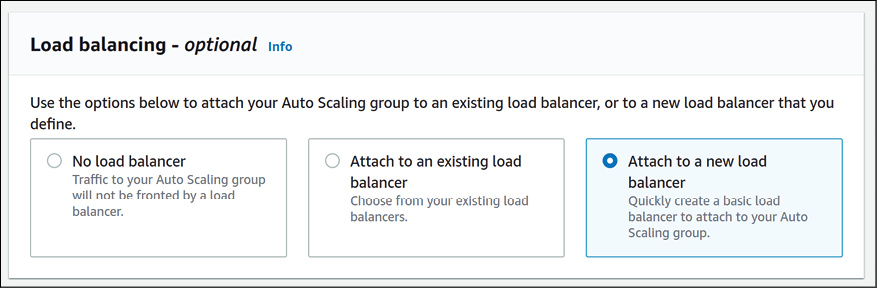 Load balancing - optional Info
Use the options below to attach your Auto Scaling group to an existing load balancer, or to a new load balancer that you
define.
No load balancer
Traffic to your Auto Scaling group
will not be fronted by a load
balancer.
Attach to an existing load
balancer
Choose from your existing load
balancers.
Attach to a new load
balancer
Quickly create a basic load
balancer to attach to your Auto
Scaling group.